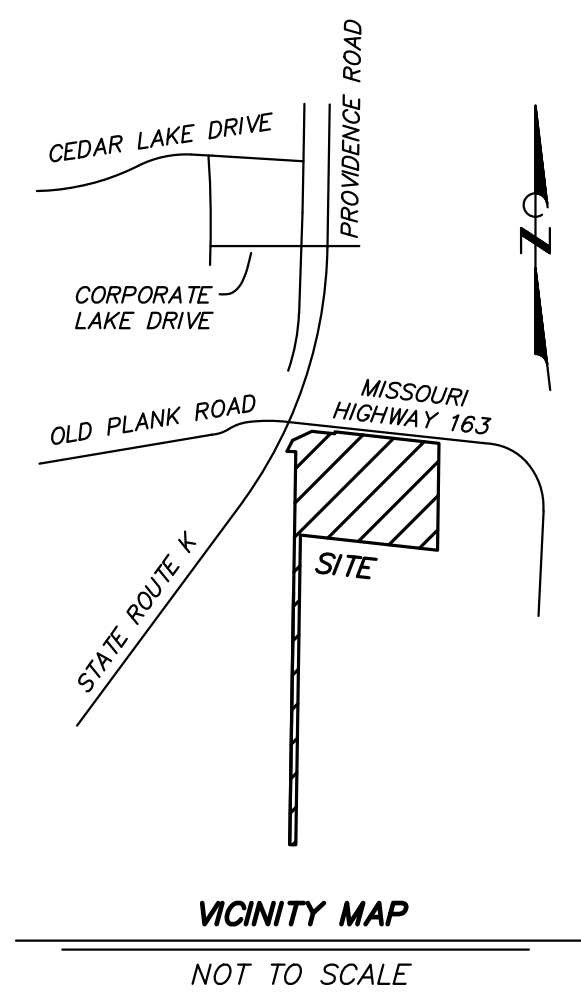 PROVIDENCE ROAD
CEDAR LAKE DRIVE
CORPORATE
LAKE DRIVE
N
MISSOURI
HIGHWAY 163
OLD PLANK ROAD
SITE
STATE ROUTE K
VICINITY MAP
NOT TO SCALE